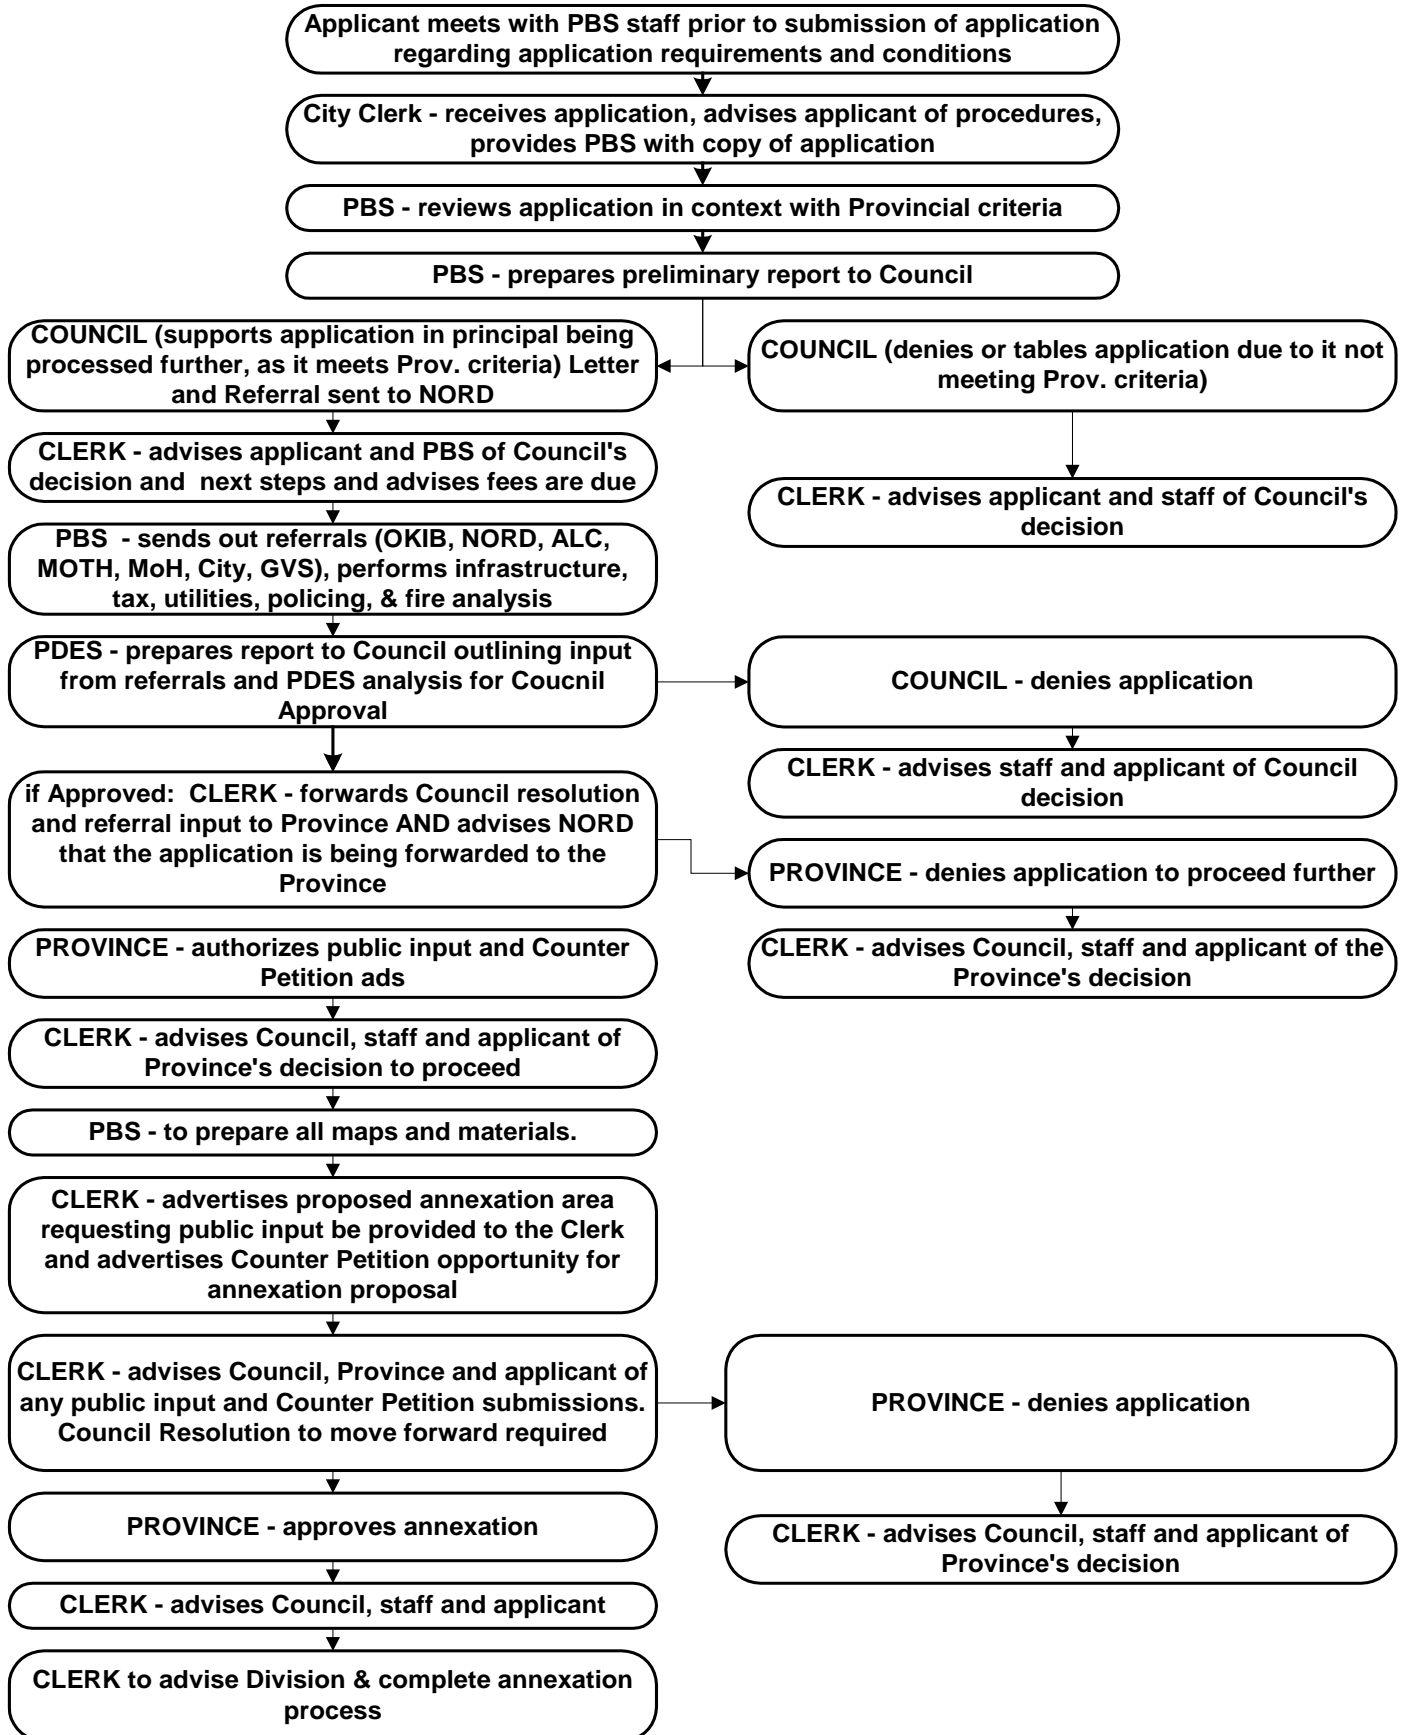 Applicant meets with PBS staff prior to submission of application
regarding application requirements and conditions
City Clerk - receives application, advises applicant of procedures,
provides PBS with copy of application
PBS - reviews application in context with Provincial criteria
PBS - prepares preliminary report to Council
COUNCIL (supports application in principal being
processed further, as it meets Prov. criteria) Letter
and Referral sent to NORD
COUNCIL (denies or tables application due to it not
meeting Prov. criteria)
CLERK - advises applicant and PBS of Council's
decision and  next steps and advises fees are due
CLERK - advises applicant and staff of Council's
decision
PBS  - sends out referrals (OKIB, NORD, ALC,
MOTH, MoH, City, GVS), performs infrastructure,
tax, utilities, policing, & fire analysis
PDES - prepares report to Council outlining input
from referrals and PDES analysis for Coucnil
Approval
COUNCIL - denies application
CLERK - advises staff and applicant of Council
decision
if Approved:  CLERK - forwards Council resolution
and referral input to Province AND advises NORD
that the application is being forwarded to the
Province
PROVINCE - denies application to proceed further
CLERK - advises Council, staff and applicant of the
Province's decision
PROVINCE - authorizes public input and Counter
Petition ads
CLERK - advises Council, staff and applicant of
Province's decision to proceed
PBS - to prepare all maps and materials.
CLERK - advertises proposed annexation area
requesting public input be provided to the Clerk
and advertises Counter Petition opportunity for
annexation proposal
CLERK - advises Council, Province and applicant of
any public input and Counter Petition submissions.
Council Resolution to move forward required
PROVINCE - denies application
PROVINCE - approves annexation
CLERK - advises Council, staff and applicant of
Province's decision
CLERK - advises Council, staff and applicant
CLERK to advise Division & complete annexation
process